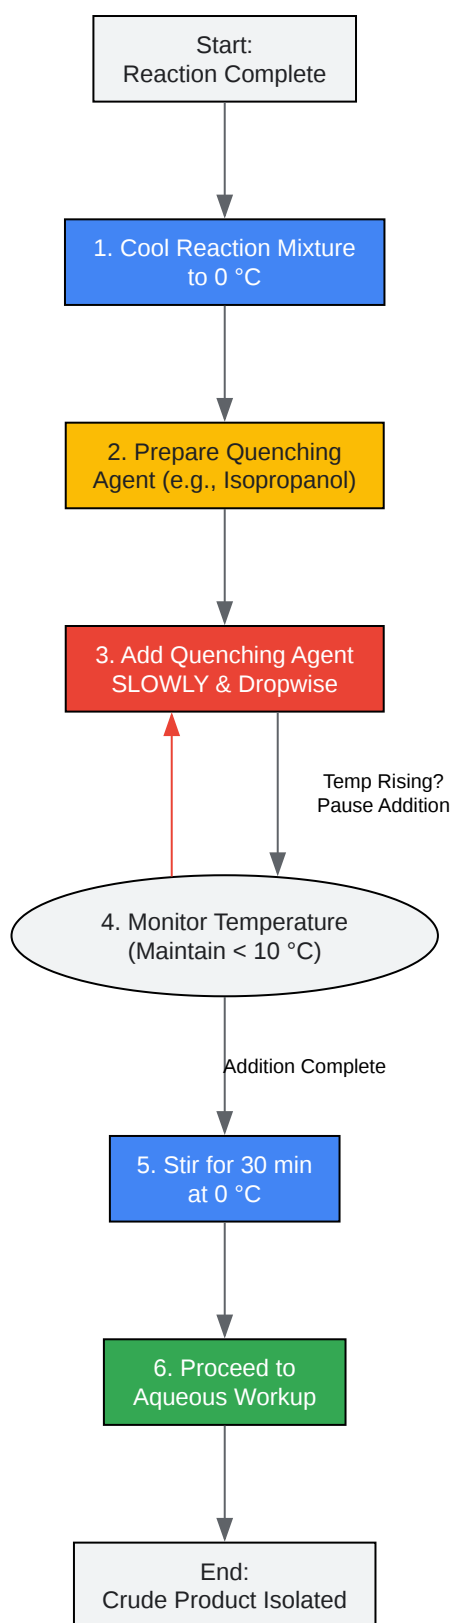 Start:
Reaction Complete
1. Cool Reaction Mixture
to 0 °C
2. Prepare Quenching
Agent (e.g., Isopropanol)
3. Add Quenching Agent
SLOWLY & Dropwise
Temp Rising?
Pause Addition
4. Monitor Temperature
(Maintain < 10 °C)
Addition Complete
5. Stir for 30 min
at 0 °C
6. Proceed to
Aqueous Workup
End:
Crude Product Isolated